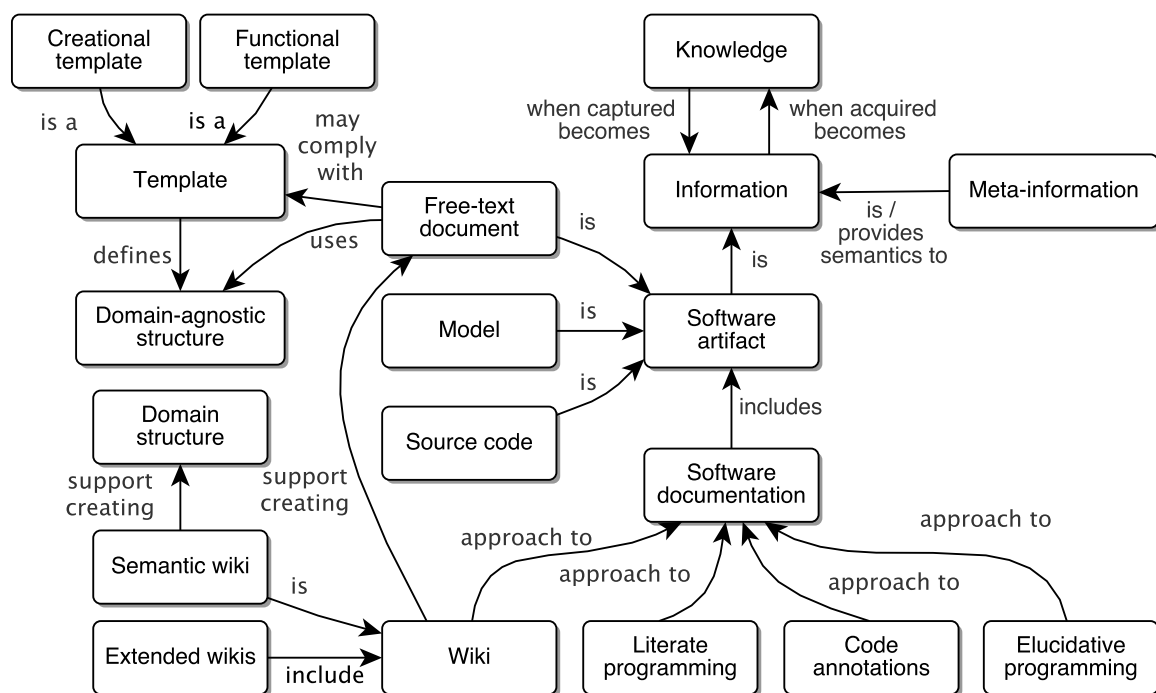 Creational
template
Functional
template
Knowledge
is a
is a
may
comply
with
when captured
becomes
when acquired
becomes
Template
Free-text
document
Information
Meta-information
is
is /
provides
semantics to
defines
uses
is
Domain-agnostic
structure
Model
is
Software
artifact
is
Domain
structure
Source code
includes
support
creating
support
creating
Software
documentation
Semantic wiki
is
approach to
approach to
approach to
approach to
Extended wikis
include
Wiki
Literate
programming
Code
annotations
Elucidative
programming